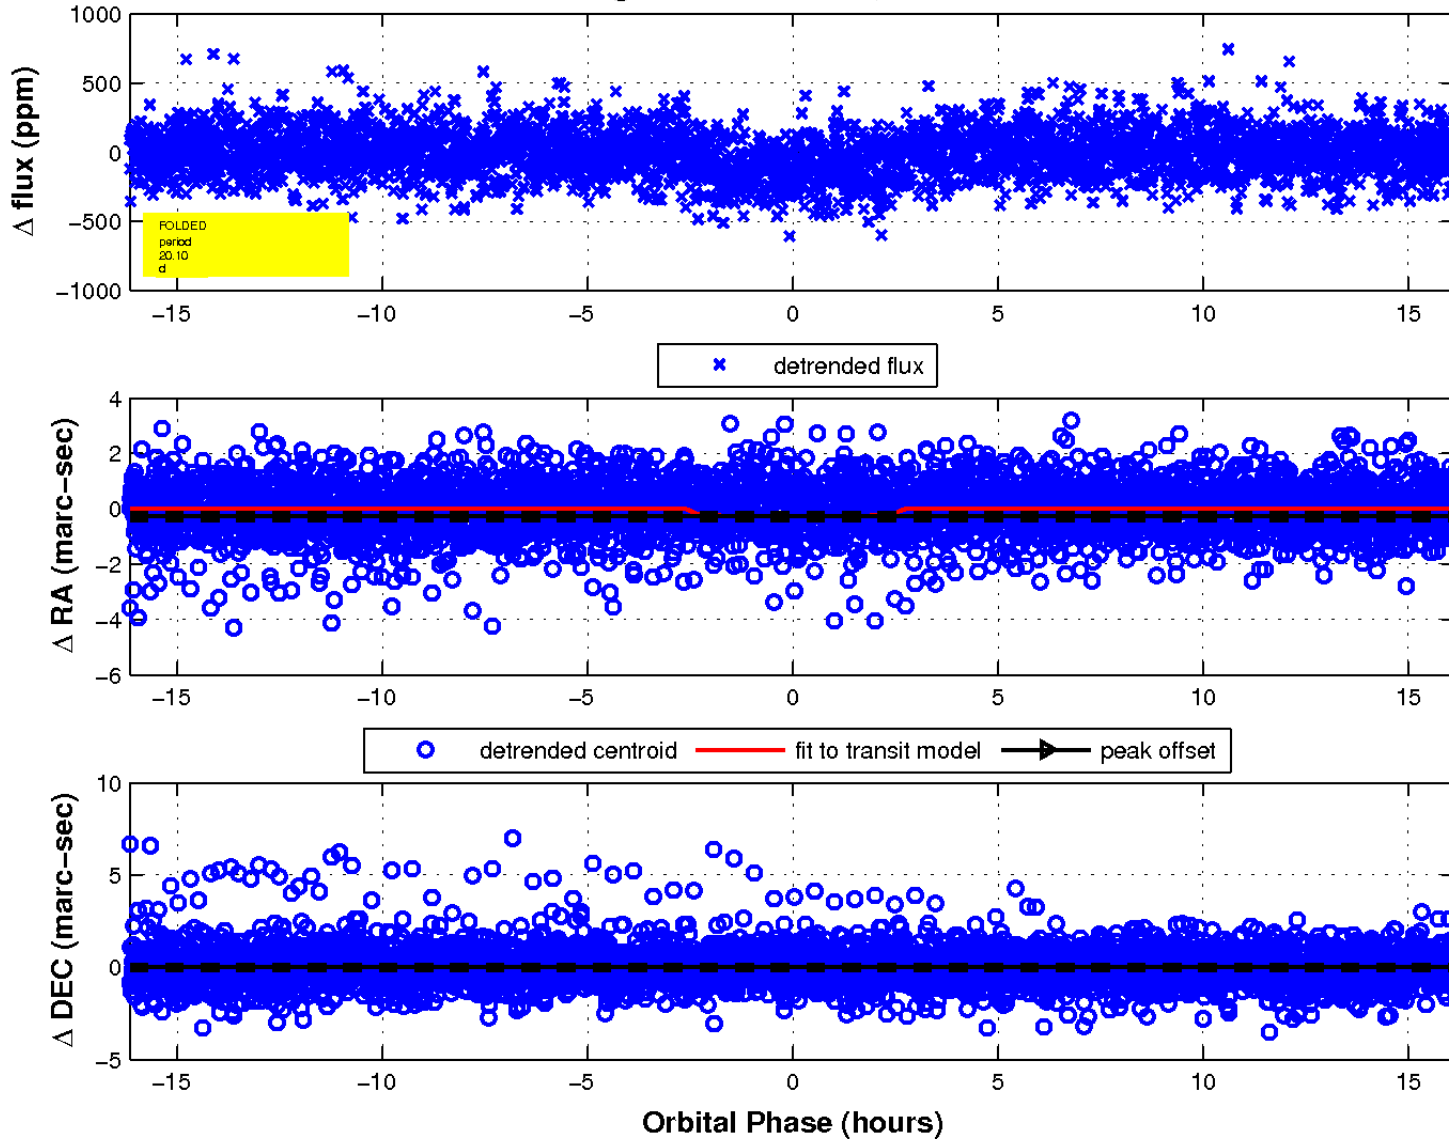 Δ flux (ppm)
1000
500
0
−500
−1000
FOLDED
period
20.10
d
−15 −10 −5 0 5 10 15
detrended flux
Δ RA (marc−sec)
4
2
0
−2
−4
−6
−15 −10 −5 0 5 10 15
detrended centroid fit to transit model peak offset
Δ DEC (marc−sec)
10
5
0
−5
−15 −10 −5 0 5 10 15
Orbital Phase (hours)